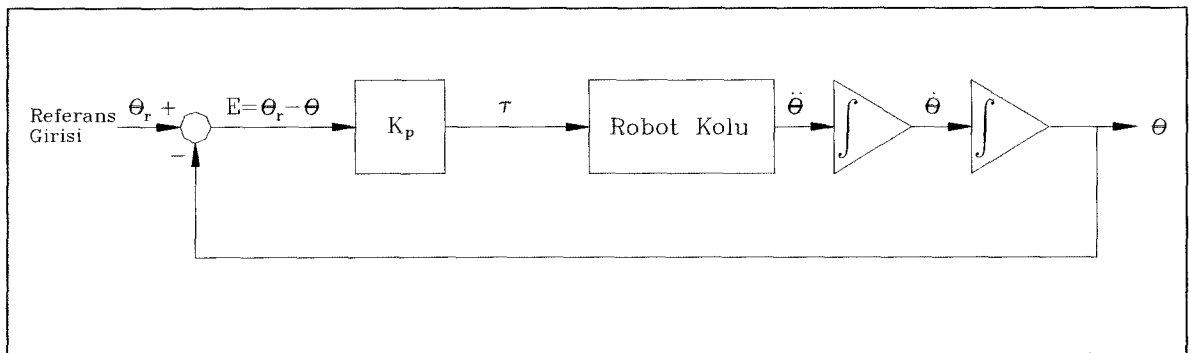 Referans
Girisi
Θr +
−
E=Θr−Θ
Kp
τ
Robot Kolu
Θ̈
∫
Θ̇
∫
Θ